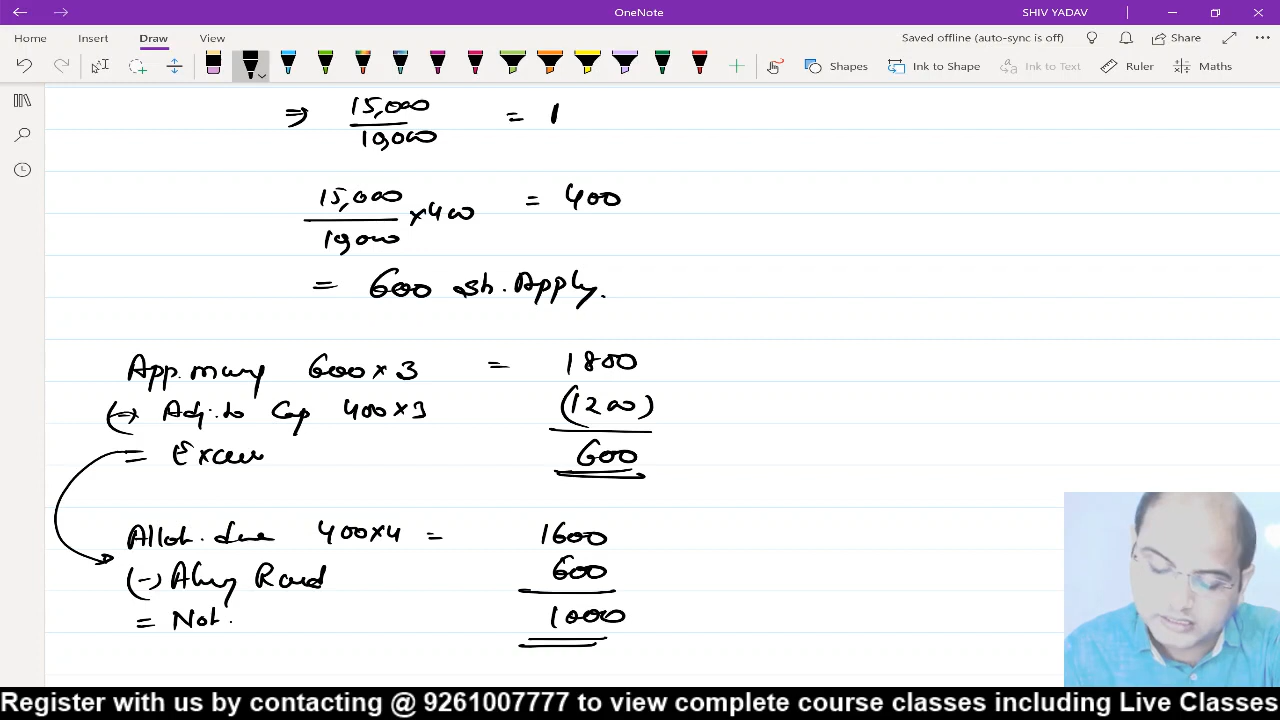 OneNote
SHIV YADAV
Home Insert Draw View
Saved offline (auto-sync is off) Share
Shapes Ink to Shape Ink to Text Ruler Maths
⇒ 15,000 = 1
10,000
15,000 ×400 = 400
10,000
= 600 sh. Apply.
App. money 600×3 = 1800
(-) Adj. to Cap 400×3 (1200)
= Excess 600
Allot. due 400×4 = 1600
(-) Alrey Recd 600
= Not. 1000
Register with us by contacting @ 9261007777 to view complete course classes including Live Classes